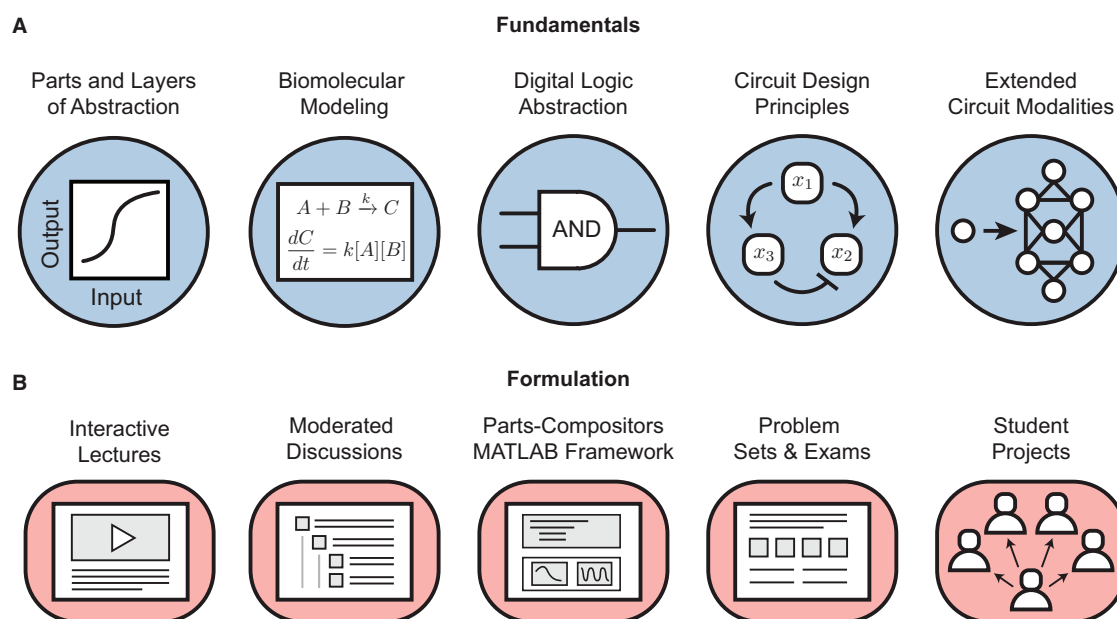 A
Fundamentals
Parts and Layers
of Abstraction
Biomolecular
Modeling
Digital Logic
Abstraction
Circuit Design
Principles
Extended
Circuit Modalities
Output
Input
A + B →k C
dC/dt = k[A][B]
AND
x1
x3
x2
B
Formulation
Interactive
Lectures
Moderated
Discussions
Parts-Compositors
MATLAB Framework
Problem
Sets & Exams
Student
Projects